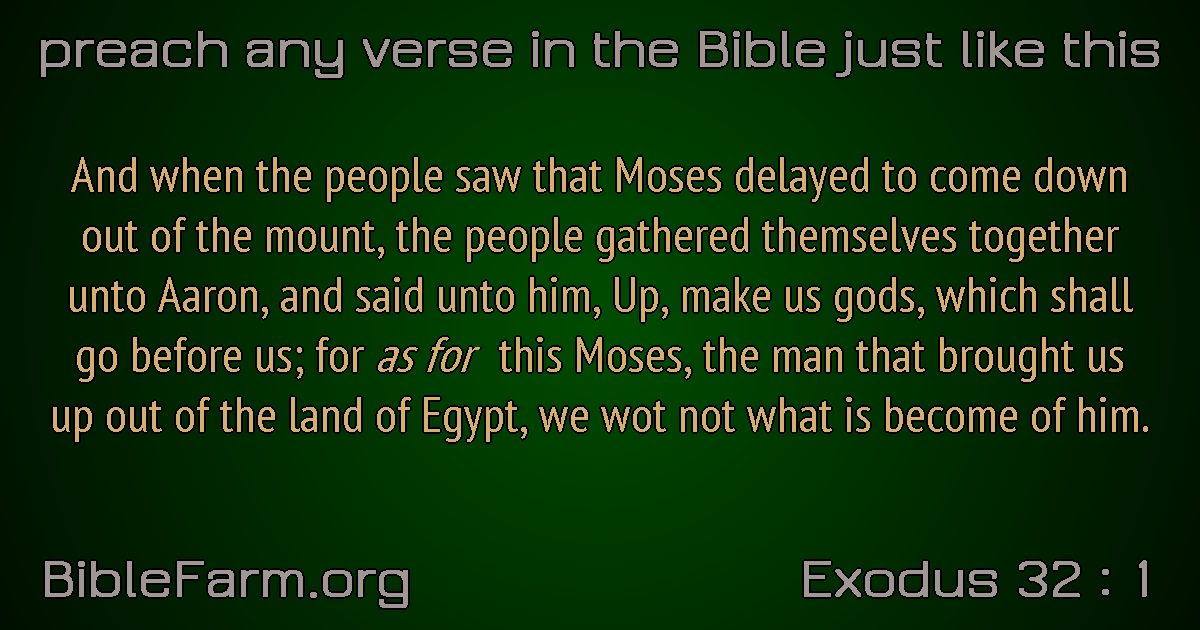 preach any verse in the Bible just like this
And when the people saw that Moses delayed to come down
out of the mount, the people gathered themselves together
unto Aaron, and said unto him, Up, make us gods, which shall
go before us; for as for this Moses, the man that brought us
up out of the land of Egypt, we wot not what is become of him.
BibleFarm.org
Exodus 32 : 1